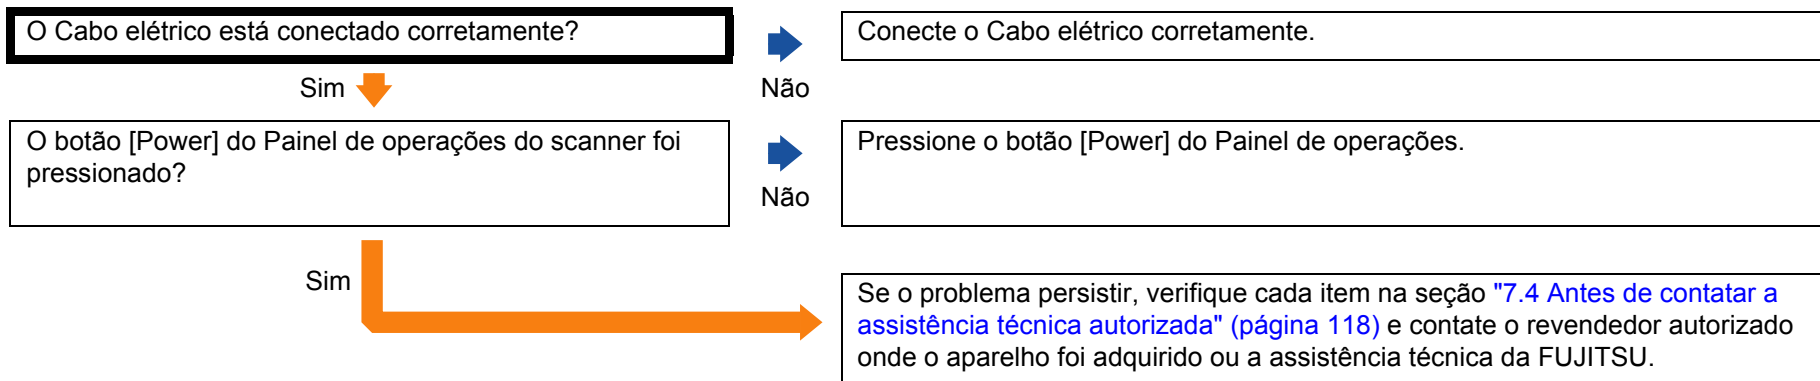 O Cabo elétrico está conectado corretamente?
Conecte o Cabo elétrico corretamente.
Sim
Não
O botão [Power] do Painel de operações do scanner foi
pressionado?
Pressione o botão [Power] do Painel de operações.
Não
Sim
Se o problema persistir, verifique cada item na seção "7.4 Antes de contatar a
assistência técnica autorizada" (página 118) e contate o revendedor autorizado
onde o aparelho foi adquirido ou a assistência técnica da FUJITSU.